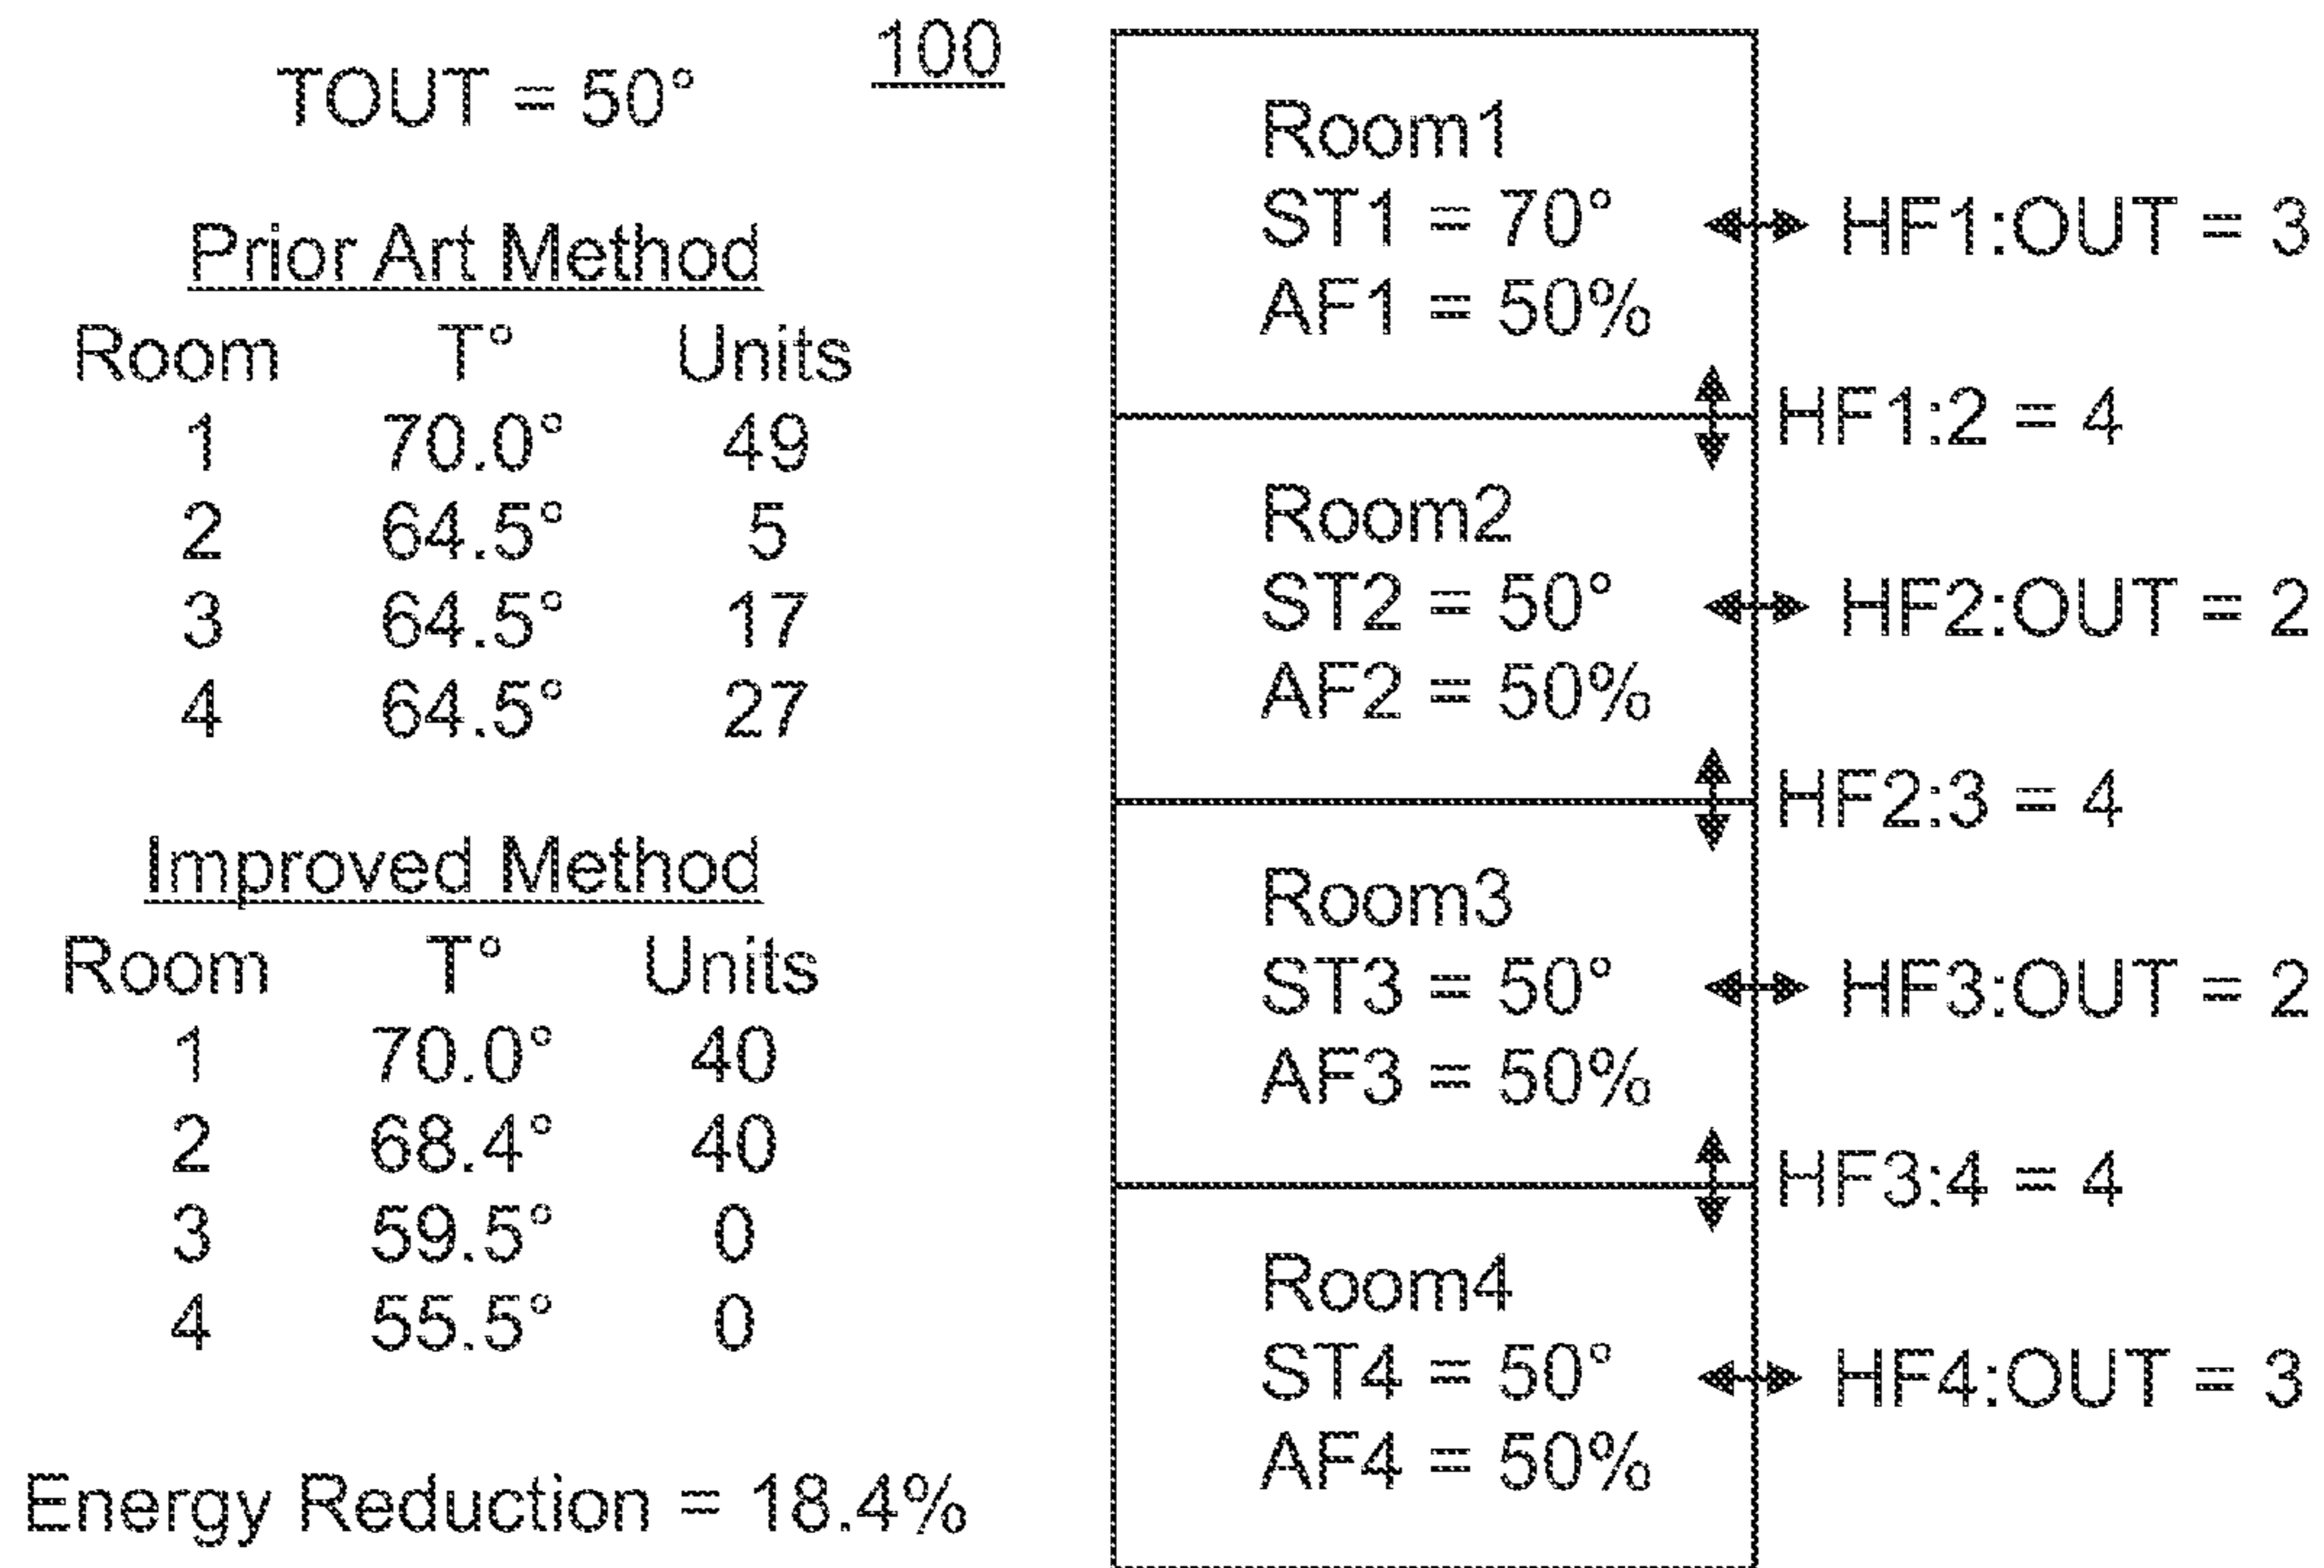 100
TOUT = 50°
Prior Art Method
Room T° Units
1 70.0° 49
2 64.5° 5
3 64.5° 17
4 64.5° 27
Improved Method
Room T° Units
1 70.0° 40
2 68.4° 40
3 59.5° 0
4 55.5° 0
Energy Reduction = 18.4%
Room1
ST1 = 70°
AF1 = 50%
HF1:OUT = 3
HF1:2 = 4
Room2
ST2 = 50°
AF2 = 50%
HF2:OUT = 2
HF2:3 = 4
Room3
ST3 = 50°
AF3 = 50%
HF3:OUT = 2
HF3:4 = 4
Room4
ST4 = 50°
AF4 = 50%
HF4:OUT = 3